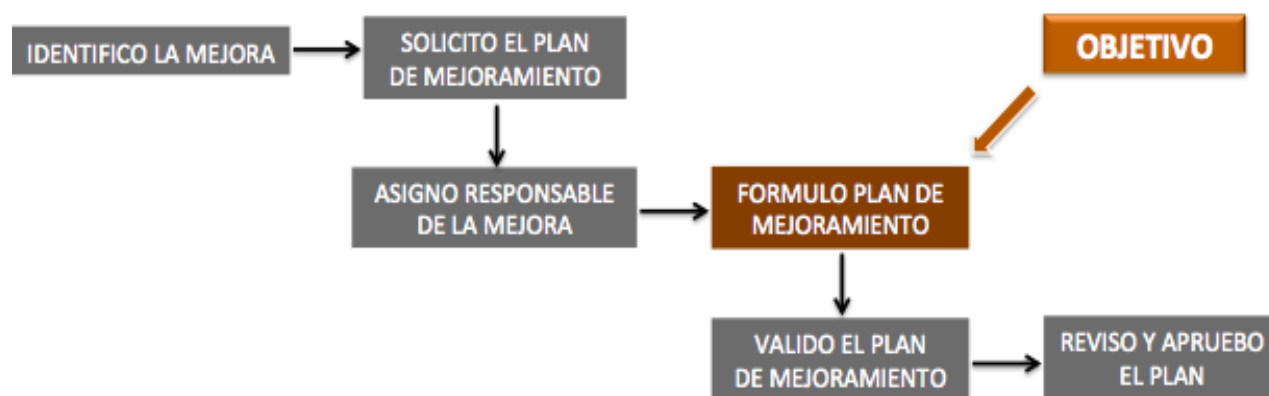 IDENTIFICO LA MEJORA
SOLICITO EL PLAN
DE MEJORAMIENTO
OBJETIVO
ASIGNO RESPONSABLE
DE LA MEJORA
FORMULO PLAN DE
MEJORAMIENTO
VALIDO EL PLAN
DE MEJORAMIENTO
REVISO Y APRUEBO
EL PLAN